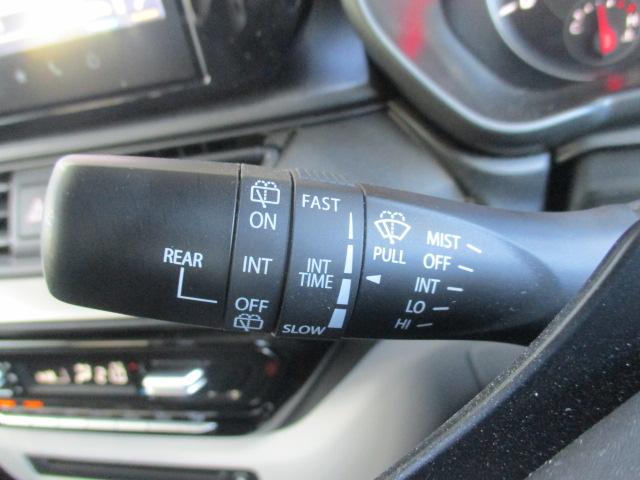 REAR
ON
INT
OFF
FAST
INT
TIME
SLOW
PULL
MIST
OFF
INT
LO
HI